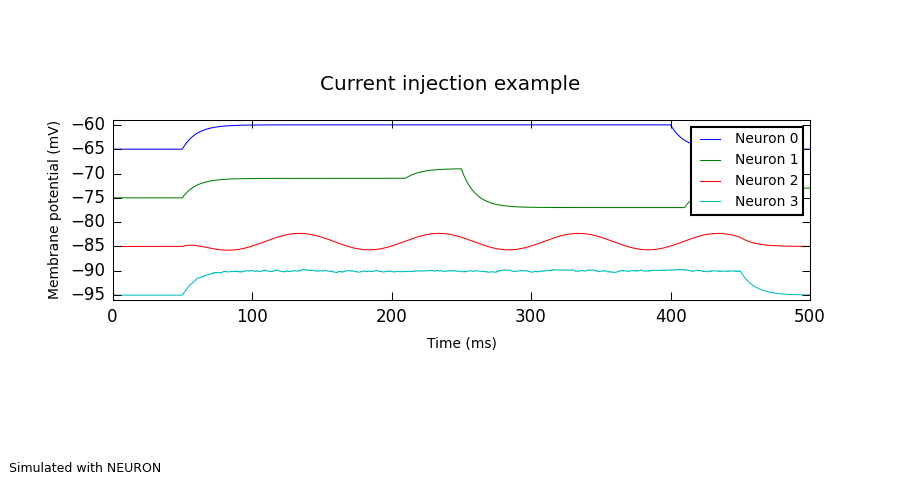 Current injection example
Membrane potential (mV)
−60
−65
−70
−75
−80
−85
−90
−95
Neuron 0
Neuron 1
Neuron 2
Neuron 3
0 100 200 300 400 500
Time (ms)
Simulated with NEURON